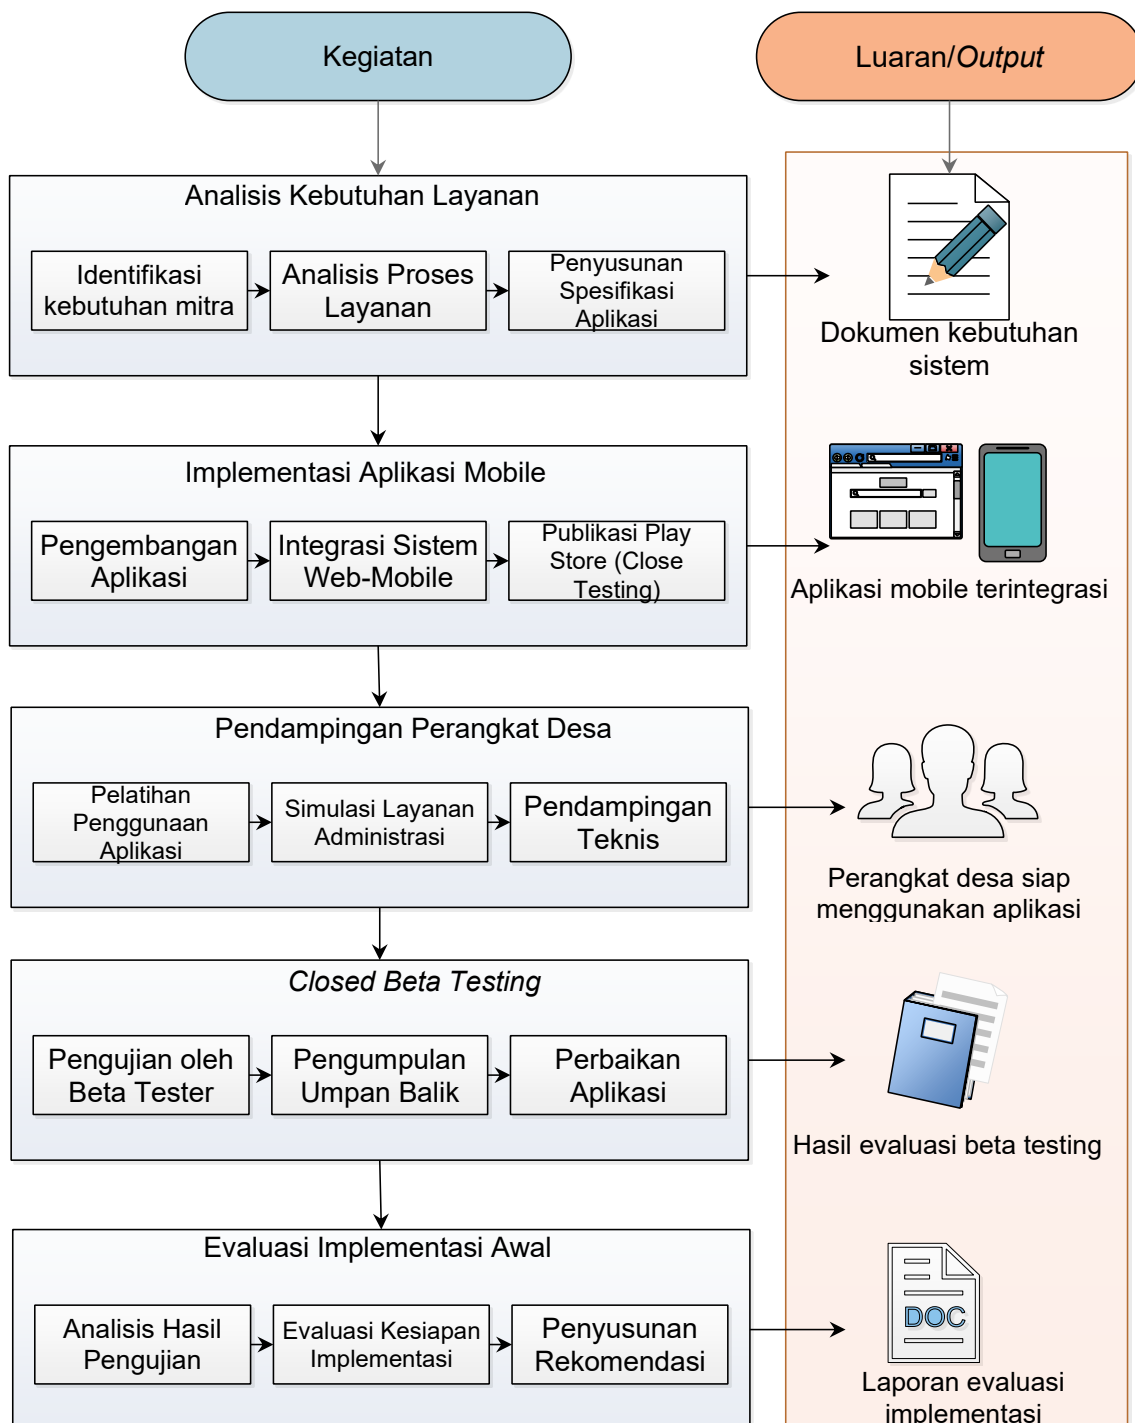 Kegiatan
Luaran/Output
Analisis Kebutuhan Layanan
Identifikasi
kebutuhan mitra
Analisis Proses
Layanan
Penyusunan
Spesifikasi
Aplikasi
Dokumen kebutuhan
sistem
Implementasi Aplikasi Mobile
Pengembangan
Aplikasi
Integrasi Sistem
Web-Mobile
Publikasi Play
Store (Close
Testing)
Aplikasi mobile terintegrasi
Pendampingan Perangkat Desa
Pelatihan
Penggunaan
Aplikasi
Simulasi Layanan
Administrasi
Pendampingan
Teknis
Perangkat desa siap
menggunakan aplikasi
Closed Beta Testing
Pengujian oleh
Beta Tester
Pengumpulan
Umpan Balik
Perbaikan
Aplikasi
Hasil evaluasi beta testing
Evaluasi Implementasi Awal
Analisis Hasil
Pengujian
Evaluasi Kesiapan
Implementasi
Penyusunan
Rekomendasi
DOC
Laporan evaluasi
implementasi